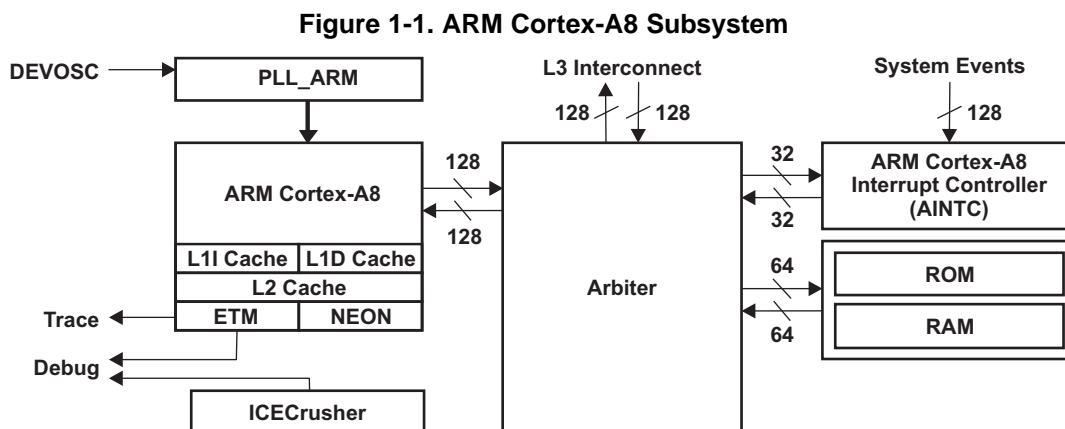 Figure 1-1. ARM Cortex-A8 Subsystem
DEVOSC
PLL_ARM
L3 Interconnect
System Events
128
128
128
ARM Cortex-A8
128
128
Arbiter
32
32
ARM Cortex-A8
Interrupt Controller
(AINTC)
L1I Cache
L1D Cache
L2 Cache
ETM
NEON
64
64
ROM
RAM
Trace
Debug
ICECrusher